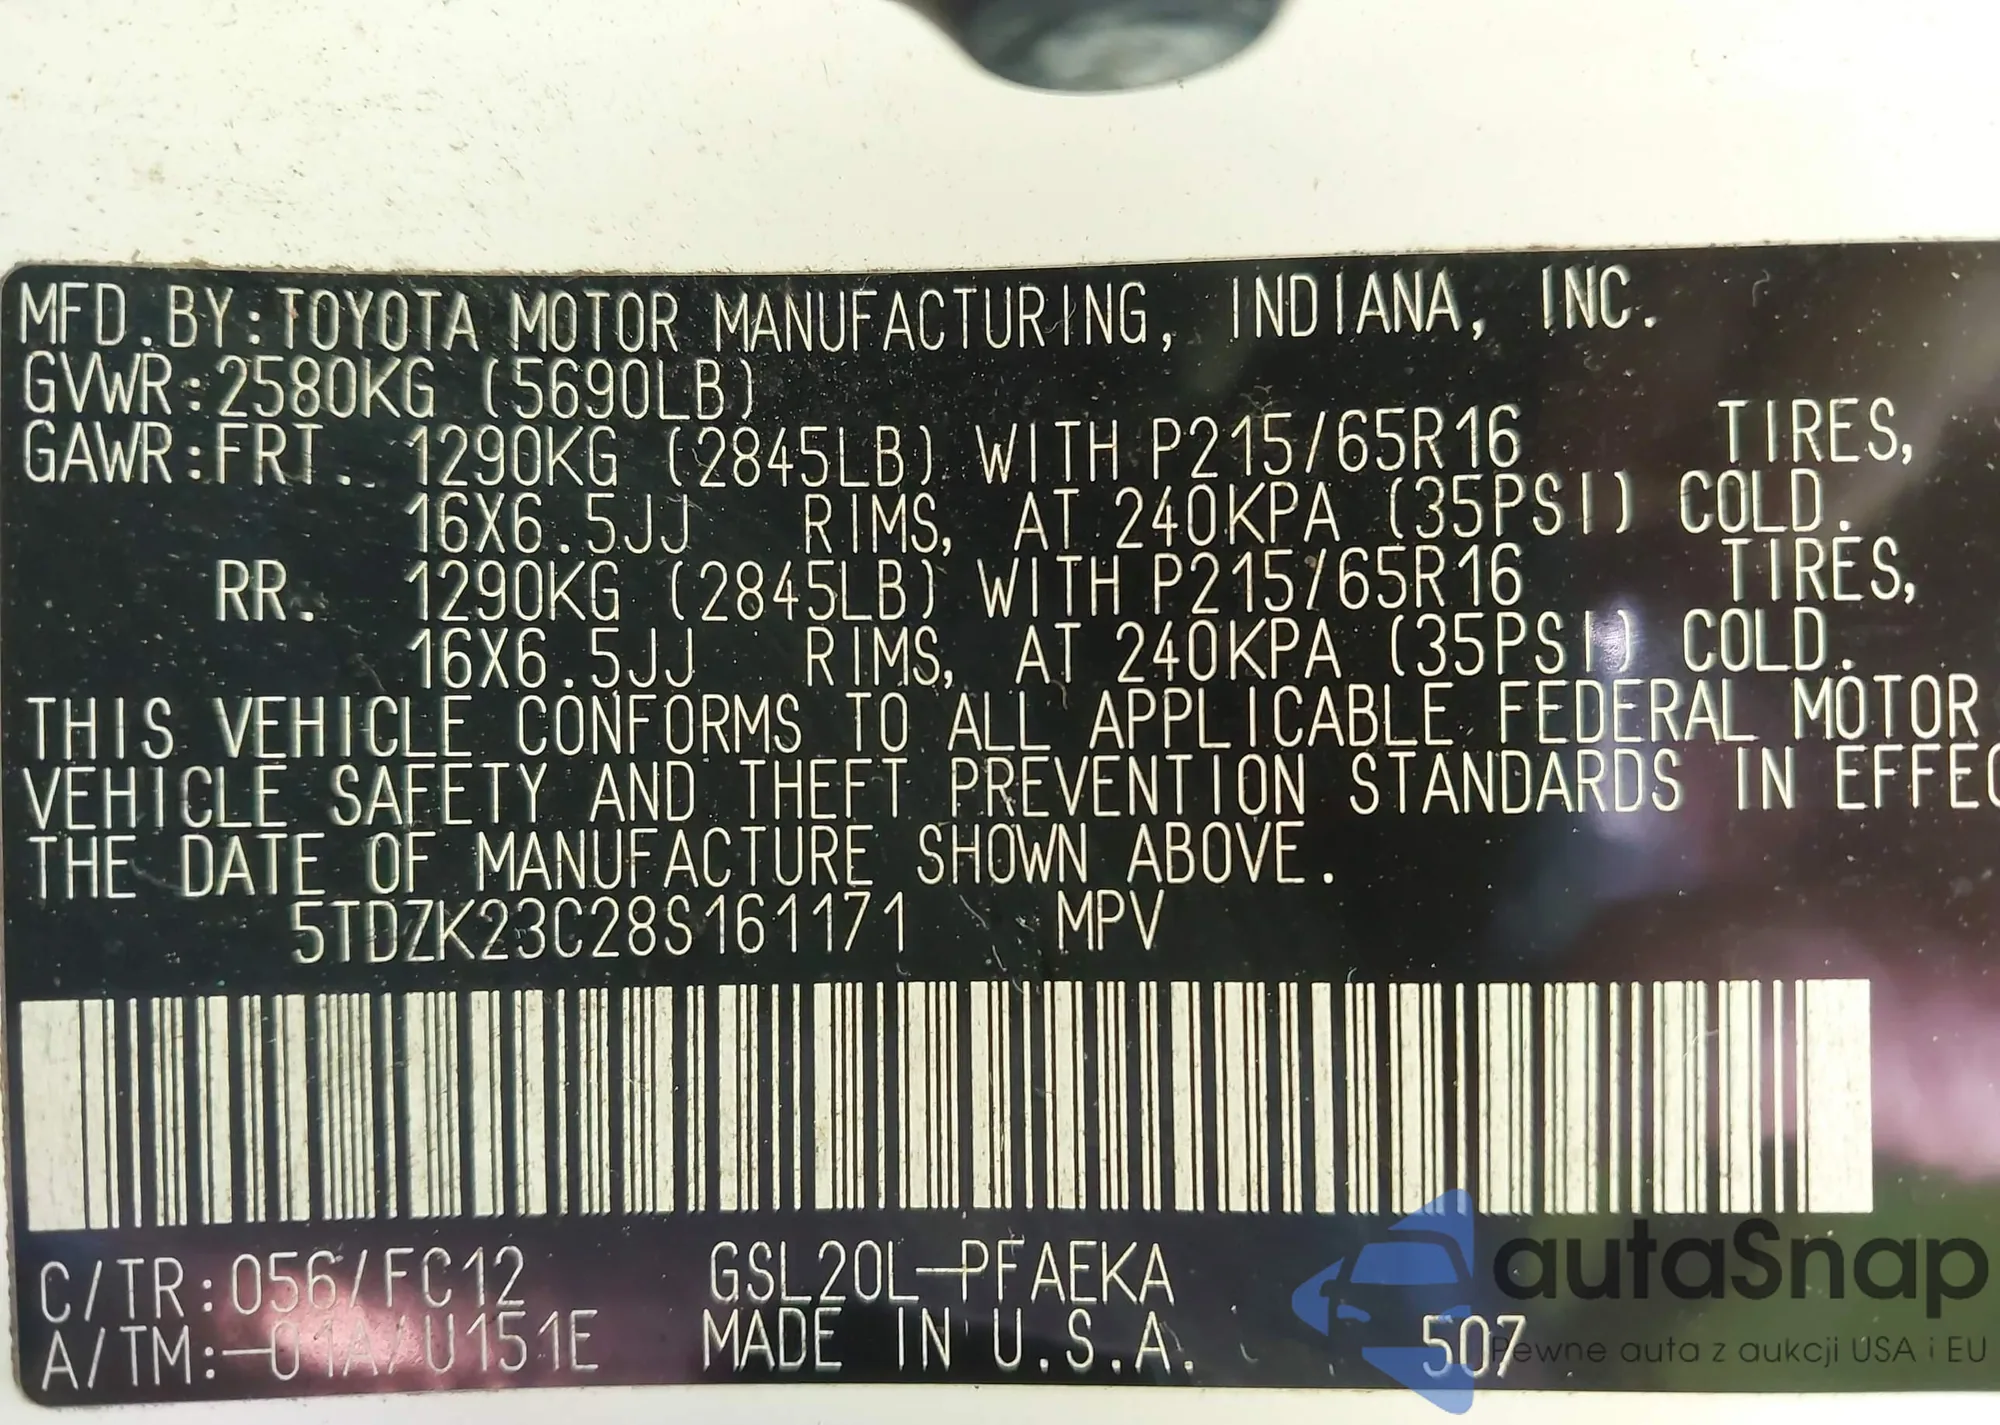 MFD.BY:TOYOTA MOTOR MANUFACTURING, INDIANA, INC.
GVWR:2580KG (5690LB)
GAWR:FRT. 1290KG (2845LB) WITH P215/65R16 TIRES,
16X6.5JJ RIMS, AT 240KPA (35PSI) COLD.
RR. 1290KG (2845LB) WITH P215/65R16 TIRES,
16X6.5JJ RIMS, AT 240KPA (35PSI) COLD.
THIS VEHICLE CONFORMS TO ALL APPLICABLE FEDERAL MOTOR
VEHICLE SAFETY AND THEFT PREVENTION STANDARDS IN EFFEC
THE DATE OF MANUFACTURE SHOWN ABOVE.
5TDZK23C28S161171 MPV
C/TR:056/FC12 GSL20L-PFAEKA
A/TM:-01A/U151E MADE IN U.S.A. 507
autaSnap
Pewne auta z aukcji USA i EU